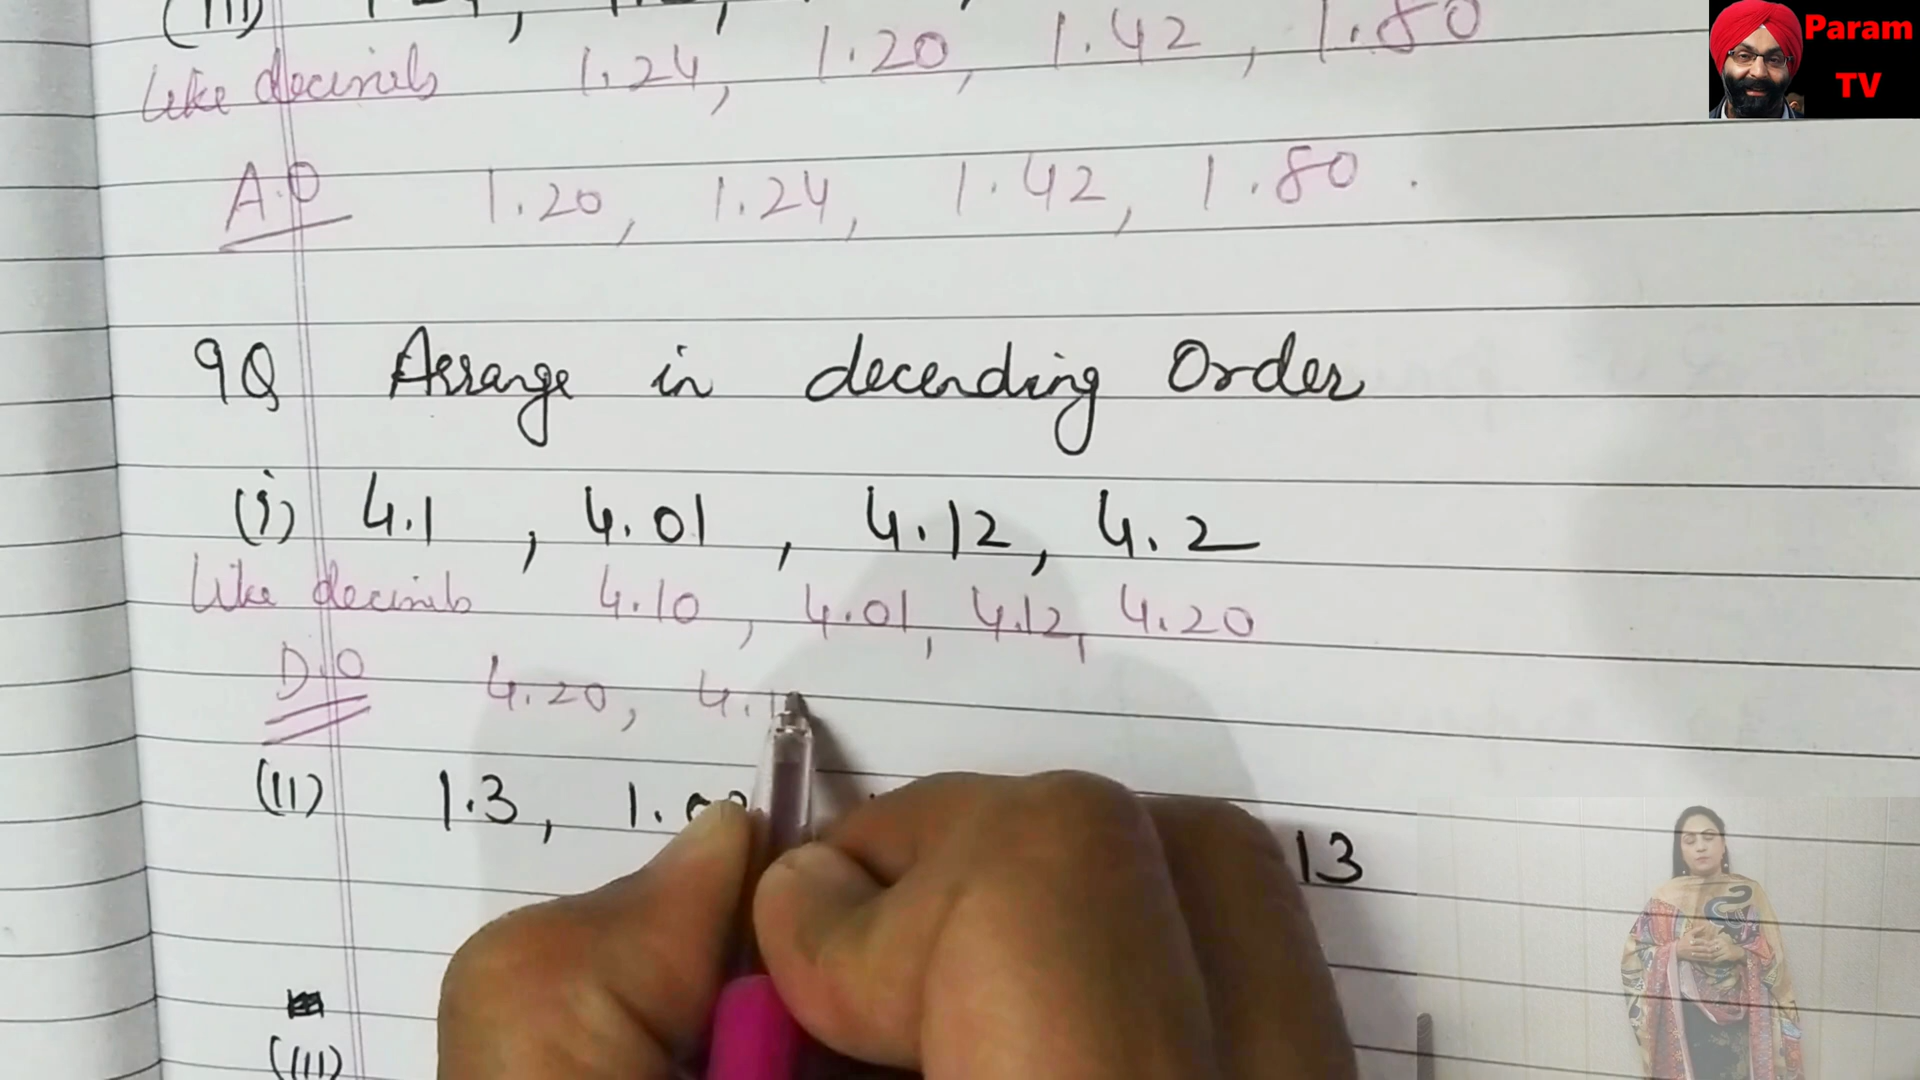 (III)
Like decimals 1.24, 1.20, 1.42, 1.80
A.O 1.20, 1.24, 1.42, 1.80.
9Q Arrange in decending Order
(i) 4.1, 4.01, 4.12, 4.2
Like decimals 4.10, 4.01, 4.12, 4.20
D.O 4.20, 4.1
(II) 1.3, 13
(III)
Param
TV